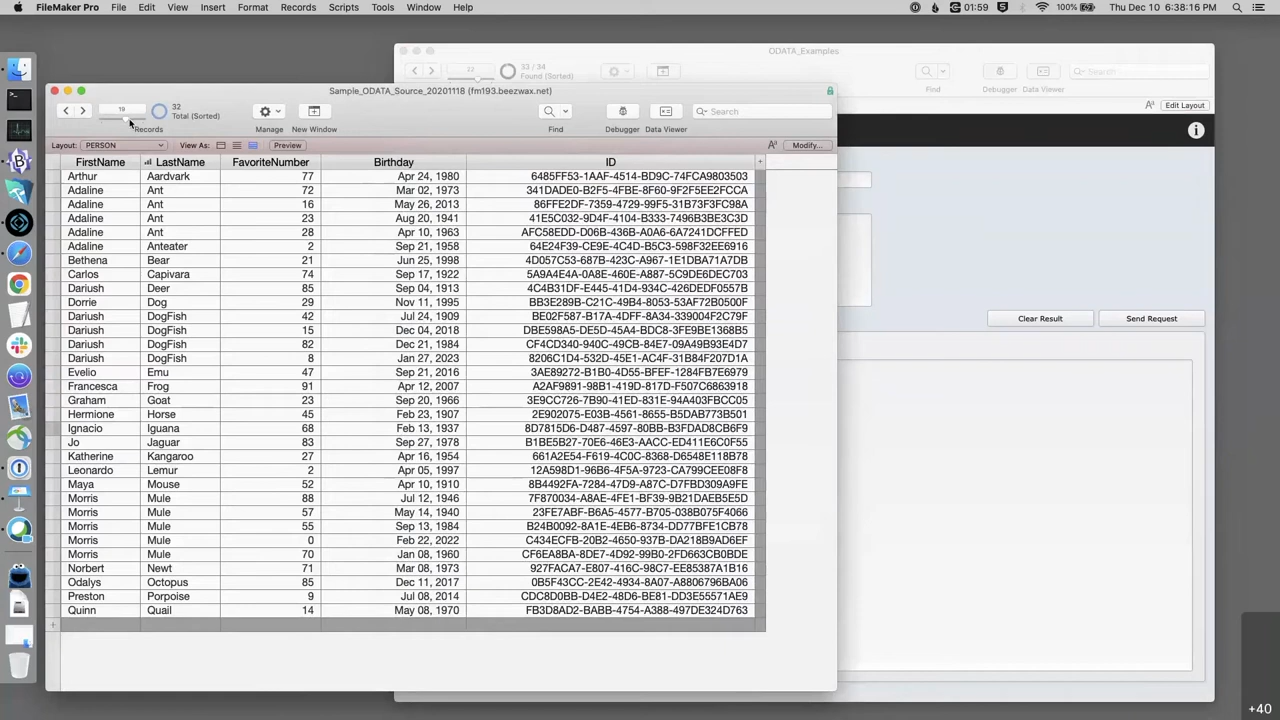 FileMaker Pro File Edit View Insert Format Records Scripts Tools Window Help 01:59 100% Thu Dec 10 6:38:16 PM
ODATA_Examples
22 33 / 34
Found (Sorted)
Search
Find Debugger Data Viewer
Edit Layout
Sample_ODATA_Source_20201118 (fm193.beezwax.net)
19 32
Total (Sorted)
Search
Records Manage New Window Find Debugger Data Viewer
Layout: PERSON View As: Preview Modify...
FirstName LastName FavoriteNumber Birthday ID +
Arthur Aardvark 77 Apr 24, 1980 6485FF53-1AAF-4514-BD9C-74FCA9803503
Adaline Ant 72 Mar 02, 1973 341DADE0-B2F5-4FBE-8F60-9F2F5EE2FCCA
Adaline Ant 16 May 26, 2013 86FFE2DF-7359-4729-99F5-31B73F3FC98A
Adaline Ant 23 Aug 20, 1941 41E5C032-9D4F-4104-B333-7496B3BE3C3D
Adaline Ant 28 Apr 10, 1963 AFC58EDD-D06B-436B-A0A6-6A7241DCFFED
Adaline Anteater 2 Sep 21, 1958 64E24F39-CE9E-4C4D-B5C3-598F32EE6916
Bethena Bear 21 Jun 25, 1998 4D057C53-687B-423C-A967-1E1DBA71A7DB
Carlos Capivara 74 Sep 17, 1922 5A9A4E4A-0A8E-460E-A887-5C9DE6DEC703
Dariush Deer 85 Sep 04, 1913 4C4B31DF-E445-41D4-934C-426DEDF0557B
Dorrie Dog 29 Nov 11, 1995 BB3E289B-C21C-49B4-8053-53AF72B0500F
Dariush DogFish 42 Jul 24, 1909 BE02F587-B17A-4DFF-8A34-339004F2C79F
Dariush DogFish 15 Dec 04, 2018 DBE598A5-DE5D-45A4-BDC8-3FE9BE1368B5
Dariush DogFish 82 Dec 21, 1984 CF4CD340-940C-49CB-84E7-09A49B93E4D7
Dariush DogFish 8 Jan 27, 2023 8206C1D4-532D-45E1-AC4F-31B84F207D1A
Evelio Emu 47 Sep 21, 2016 3AE89272-B1B0-4D55-BFEF-1284FB7E6979
Francesca Frog 91 Apr 12, 2007 A2AF9891-98B1-419D-817D-F507C6863918
Graham Goat 23 Sep 20, 1966 3E9CC726-7B90-41ED-831E-94A403FBCC05
Hermione Horse 45 Feb 23, 1907 2E902075-E03B-4561-8655-B5DAB773B501
Ignacio Iguana 68 Feb 13, 1937 8D7815D6-D487-4597-80BB-B3FDAD8CB6F9
Jo Jaguar 83 Sep 27, 1978 B1BE5B27-70E6-46E3-AACC-ED411E6C0F55
Katherine Kangaroo 27 Apr 16, 1954 661A2E54-F169-4C0C-8368-D6548E118B78
Leonardo Lemur 2 Apr 05, 1997 12A598D1-96B6-4F5A-9723-CA799CEE08F8
Maya Mouse 52 Apr 10, 1910 8B4492FA-7284-4D19-A87C-D7FBD309A9FE
Morris Mule 88 Jul 12, 1946 7F870034-A8AE-4FE1-BF39-9B21DAEB5E5D
Morris Mule 57 May 14, 1940 23FE7ABF-6B6A-4577-B705-038B075F4066
Morris Mule 55 Sep 13, 1984 B24B0092-8A1E-4EB6-8734-DD77BFE1CB78
Morris Mule 0 Feb 22, 2022 C434ECFB-20B2-4650-937B-DA218B9AD6EF
Morris Mule 70 Jan 08, 1960 CF6EA8BA-8DE7-4D92-99B0-2FD663CB0BDE
Norbert Newt 71 Mar 08, 1973 927FACA7-E807-416C-98C7-EE85387A1B16
Odalys Octopus 85 Dec 11, 2017 0B5F43CC-2E42-4934-8A07-A8806796BA06
Preston Porpoise 9 Jul 08, 2014 CDC8D0BB-DFE2-48D6-BE81-DD3E55571AE9
Quinn Quail 14 May 08, 1970 FB3D8AD2-BABB-4754-A388-497DE324D763
+
Clear Result Send Request
+40